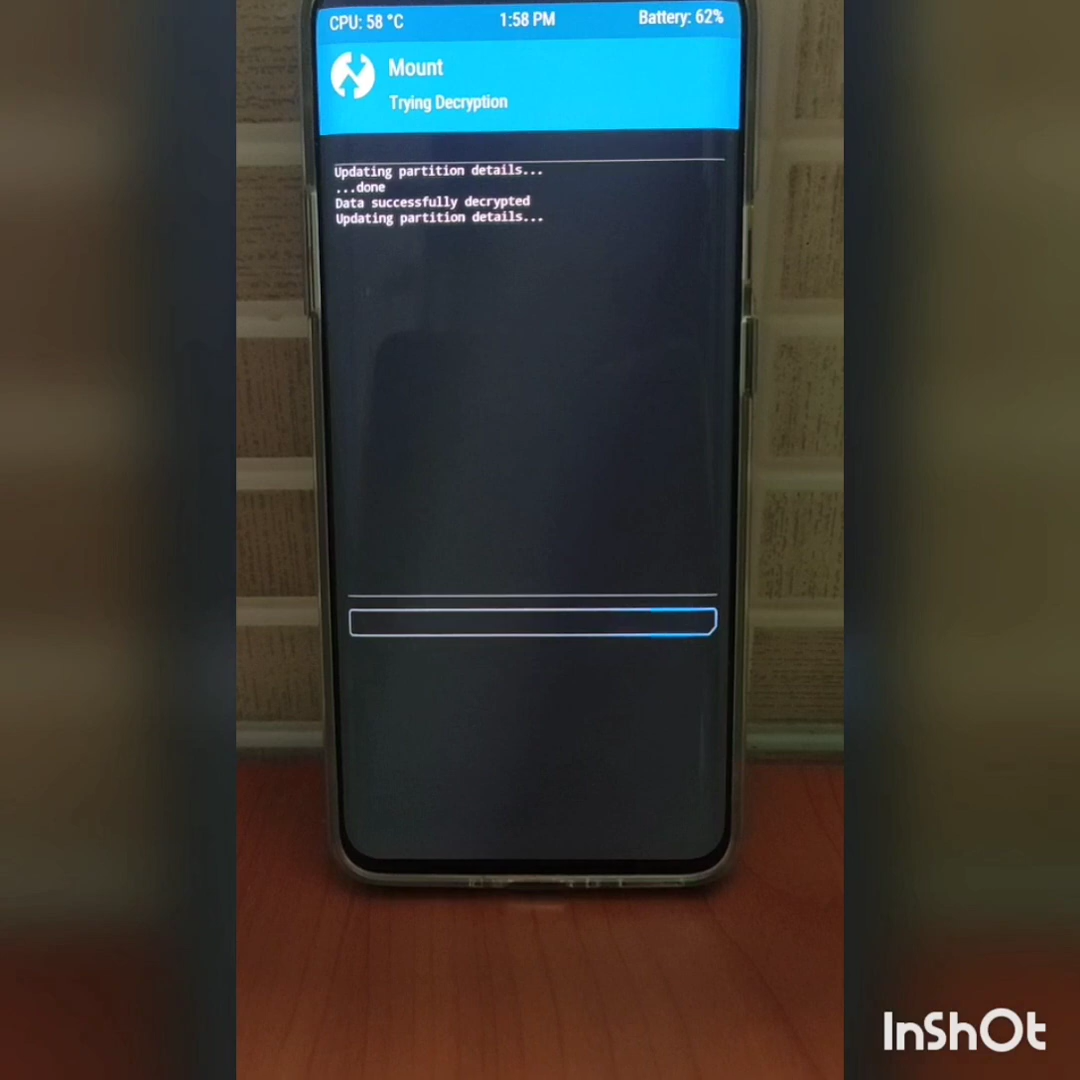 CPU: 58 °C 1:58 PM Battery: 62%
Mount
Trying Decryption
Updating partition details...
...done
Data successfully decrypted
Updating partition details...
InShOt